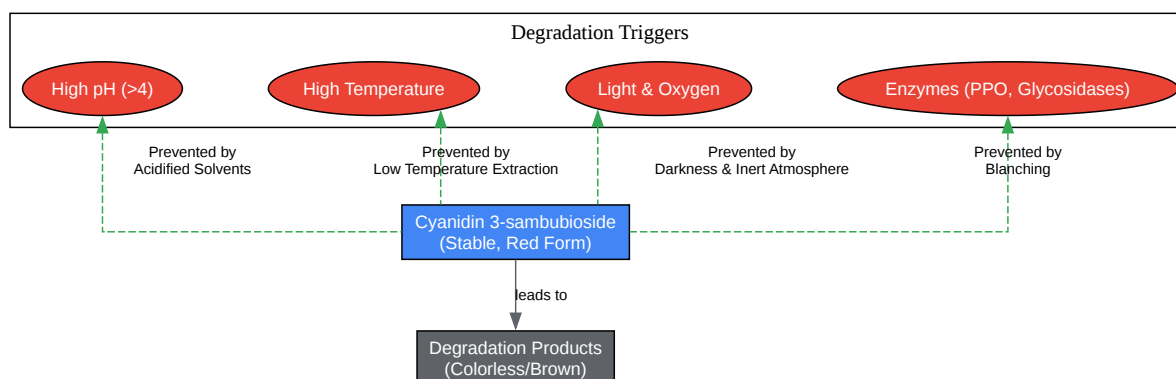 Degradation Triggers
High pH (>4)
High Temperature
Light & Oxygen
Enzymes (PPO, Glycosidases)
Prevented by
Acidified Solvents
Prevented by
Low Temperature Extraction
Prevented by
Darkness & Inert Atmosphere
Prevented by
Blanching
Cyanidin 3-sambubioside
(Stable, Red Form)
leads to
Degradation Products
(Colorless/Brown)